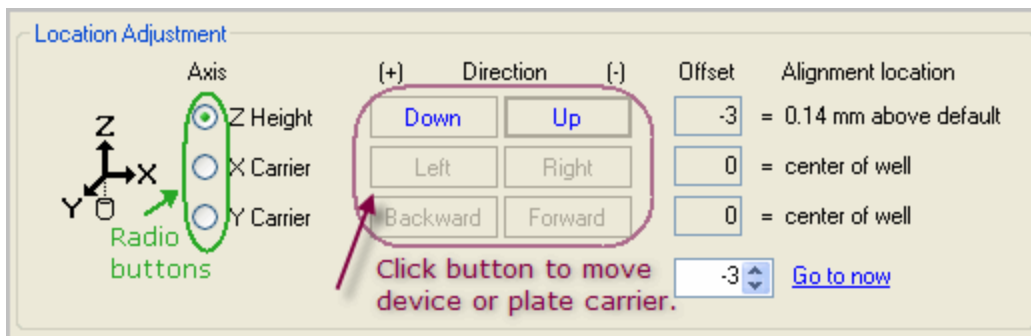 Location Adjustment
Axis (+) Direction (-) Offset Alignment location
Z Height Down Up -3 = 0.14 mm above default
Z
X
Y
X Carrier Left Right 0 = center of well
Y Carrier Backward Forward 0 = center of well
Radio
buttons
Click button to move
device or plate carrier.
-3 Go to now